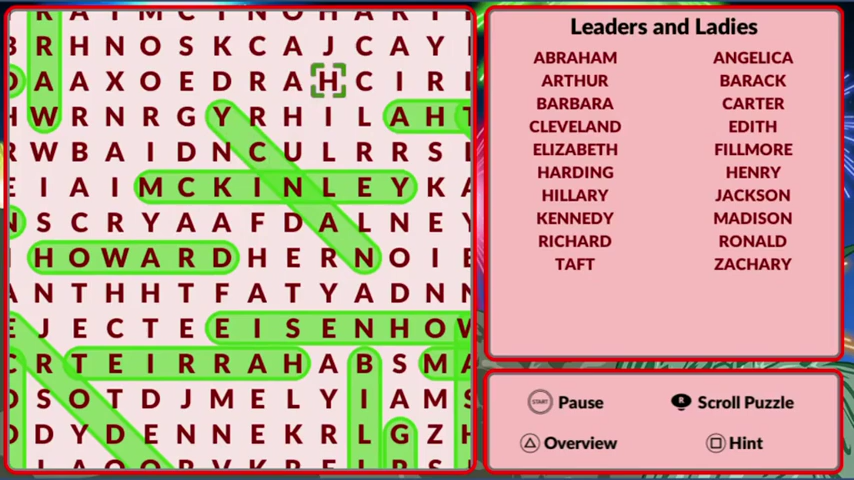 R A I M C I N O H A R I I
B R H N O S K C A J C A Y
D A A X O E D R A H C I R
H W R N R G Y R H I L A H T
R W B A I D N C U L R R S
E I A I M C K I N L E Y K A
N S C R Y A A F D A L N E Y
H O W A R D H E R N O I E
A N T H H T F A T Y A D N N
E J E C T E E I S E N H O W
C R T E I R R A H A B S M A
O S O T D J M E L Y I A M S
D D Y D E N N E K R L G Z H
Leaders and Ladies
ABRAHAM ANGELICA
ARTHUR BARACK
BARBARA CARTER
CLEVELAND EDITH
ELIZABETH FILLMORE
HARDING HENRY
HILLARY JACKSON
KENNEDY MADISON
RICHARD RONALD
TAFT ZACHARY
START Pause
R Scroll Puzzle
Overview
Hint